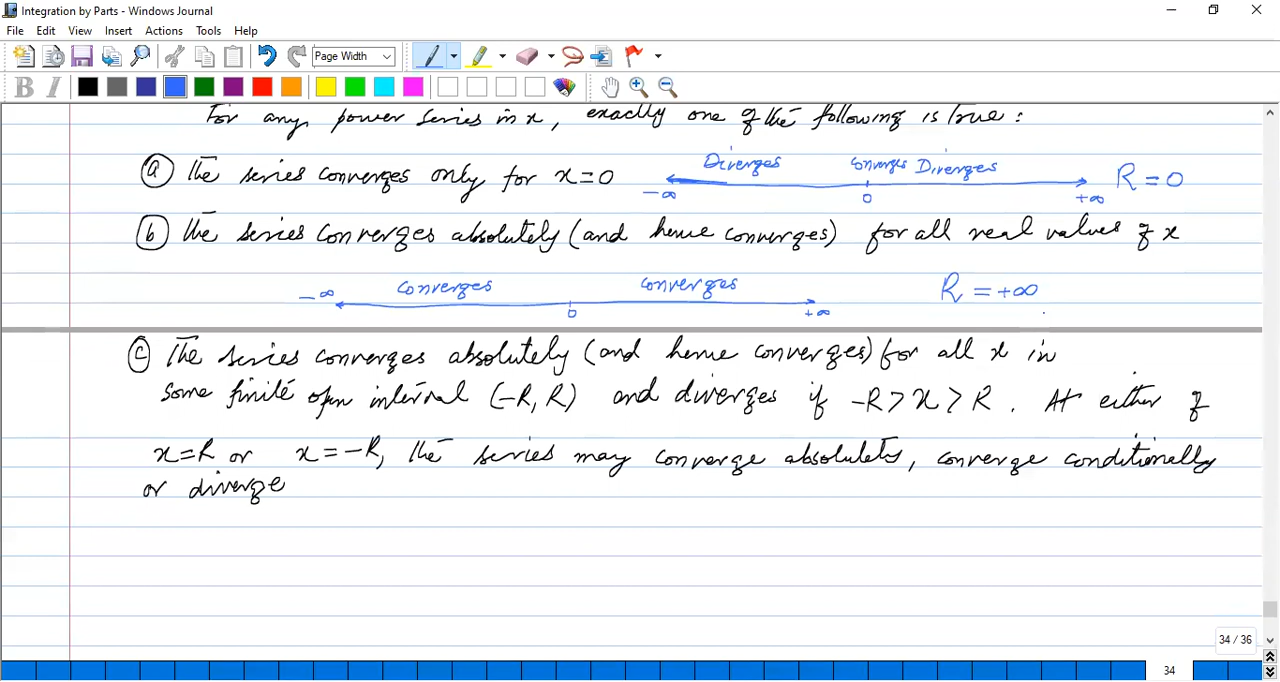 Integration by Parts - Windows Journal
File Edit View Insert Actions Tools Help
Page Width
B I
For any power series in x, exactly one of the following is true :
(a) The series converges only for x=0
Diverges converges Diverges
-∞ 0 +∞
R = 0
(b) The series converges absolutely (and hence converges) for all real values of x
-∞ converges converges
0 +∞
R = +∞
(c) The series converges absolutely (and hence converges) for all x in
some finite open interval (-R, R) and diverges if -R > x > R. At either of
x=R or x=-R, the series may converge absolutely, converge conditionally
or diverge
34 / 36
34